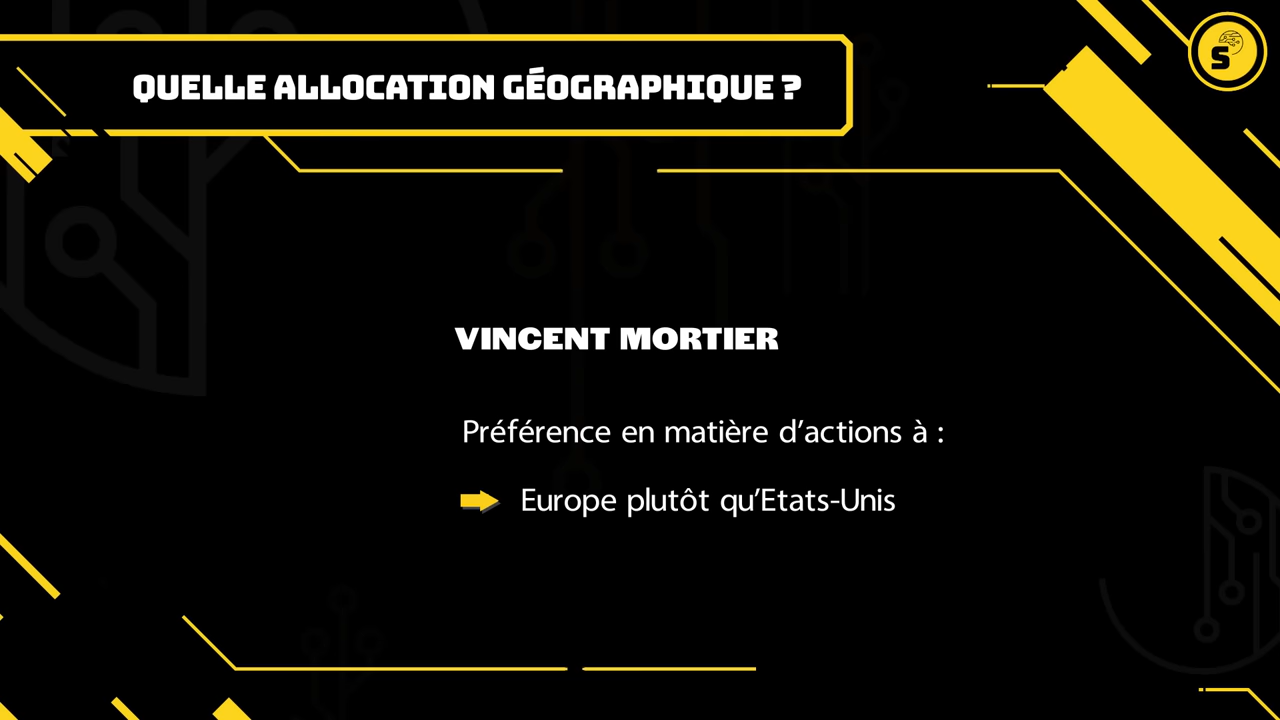 QUELLE ALLOCATION GÉOGRAPHIQUE ?
S
VINCENT MORTIER
Préférence en matière d'actions à :
Europe plutôt qu'Etats-Unis